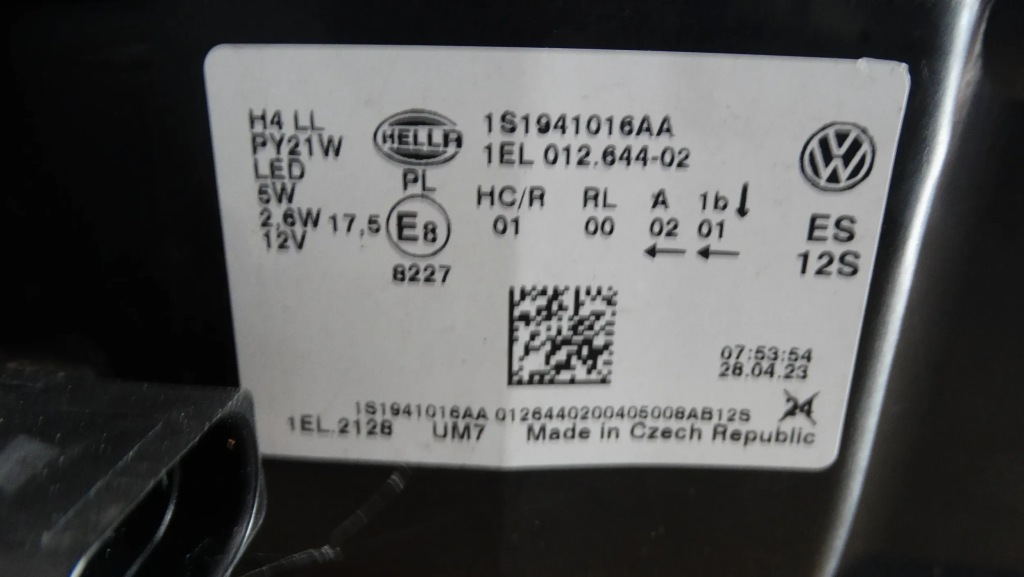 H4 LL
PY21W
LED
5W
2,6W 17,5
12V
HELLA
PL
E8
8227
1S1941016AA
1EL 012.644-02
HC/R RL A 1b↓
01 00 02 01
← ←
VW
ES
12S
07:53:54
28.04.23
24
1S1941016AA 0126440200405008AB12S
1EL.2128 UM7 Made in Czech Republic